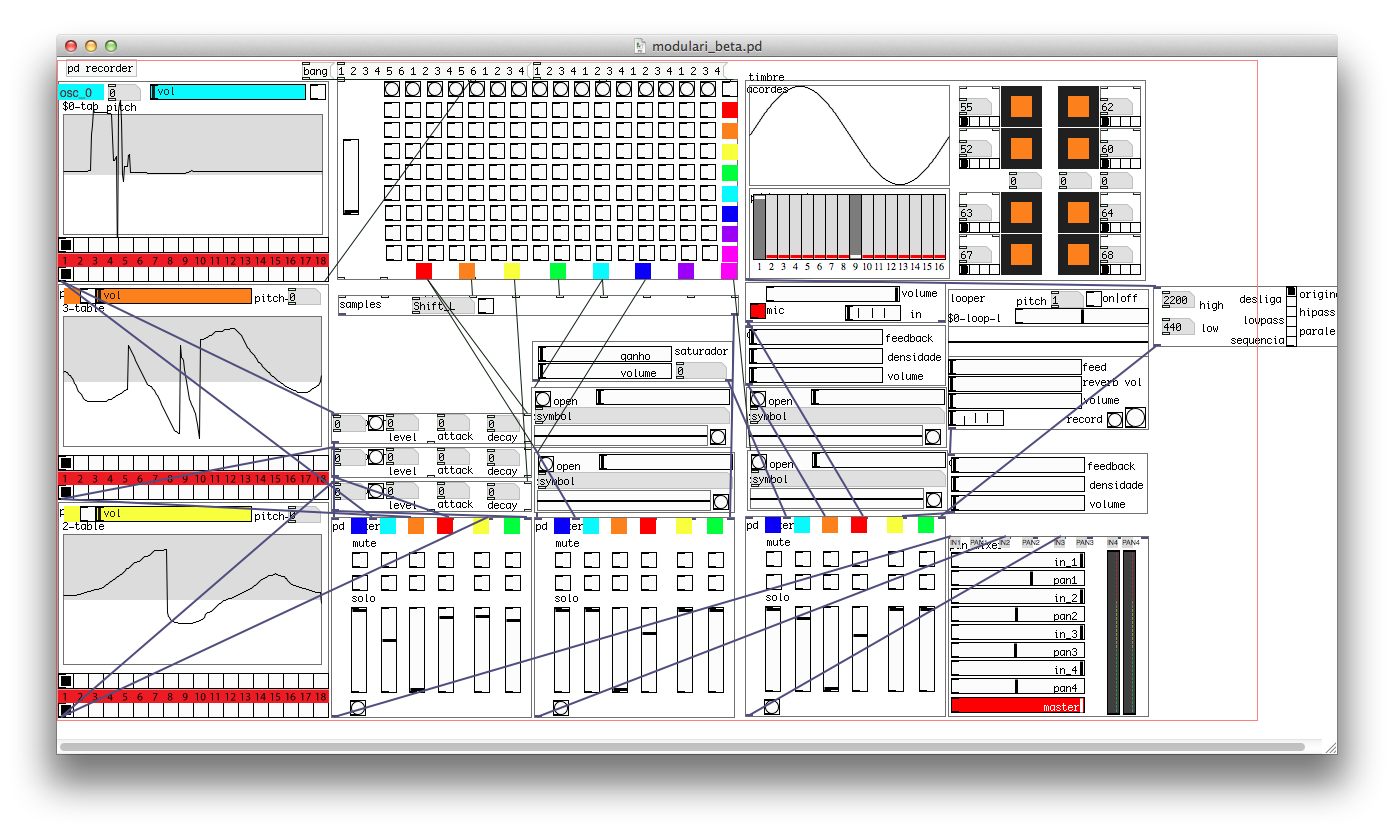 modulari_beta.pd
pd recorder
bang
1 2 3 4 5 6 1 2 3 4 5 6 1 2 3 4
1 2 3 4 1 2 3 4 1 2 3 4 1 2 3 4
osc_0
0
vol
$0-tab
pitch
1 2 3 4 5 6 7 8 9 10 11 12 13 14 15 16 17 18
vol
pitch-
0
3-table
1 2 3 4 5 6 7 8 9 10 11 12 13 14 15 16 17 18
vol
pitch-
0
2-table
1 2 3 4 5 6 7 8 9 10 11 12 13 14 15 16 17 18
samples
Shift_L
0
0
level
0
attack
0
decay
0
0
level
0
attack
0
decay
0
0
level
0
attack
0
decay
ganho
saturador
volume
0
open
symbol
open
symbol
timbre
acordes
1 2 3 4 5 6 7 8 9 10 11 12 13 14 15 16
55
62
52
60
0
0
0
63
64
67
68
volume
mic
in
feedback
densidade
volume
open
symbol
open
symbol
looper
pitch
1
on|off
$0-loop-l
feed
reverb vol
volume
record
feedback
densidade
volume
2200
high
440
low
desliga
lowpass
sequencia
hipass
pd
mute
solo
pd
mute
solo
pd
mute
solo
IN1 PAN1 IN2 PAN2 IN3 PAN3 IN4 PAN4
in_1
pan1
in_2
pan2
in_3
pan3
in_4
pan4
master